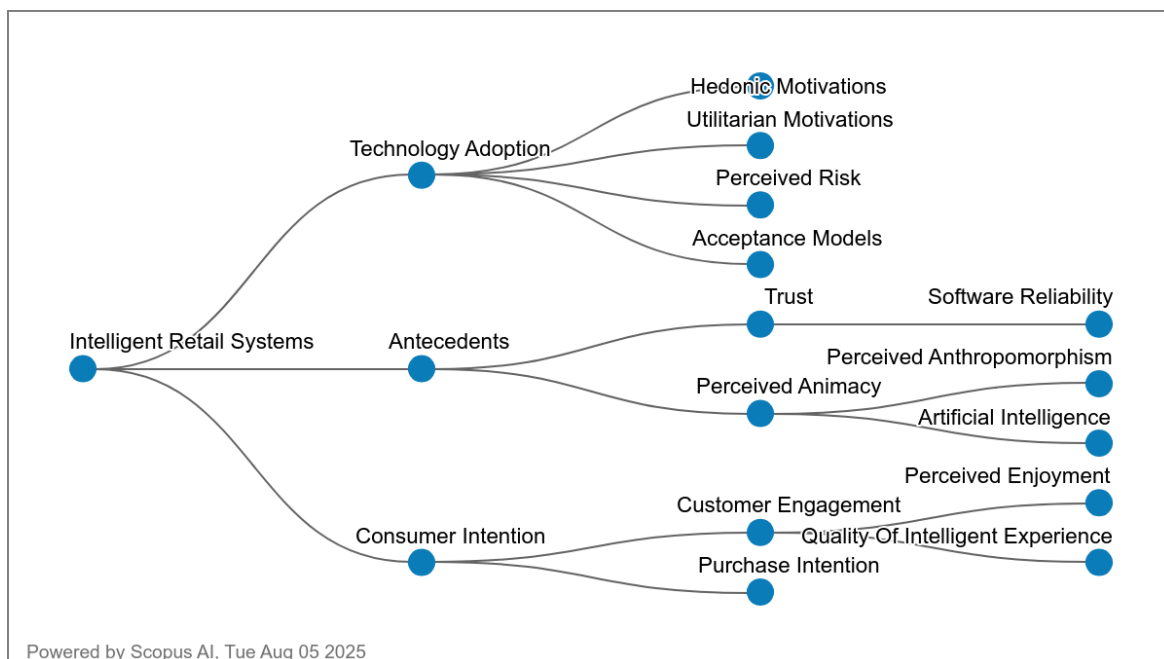 Hedonic Motivations
Utilitarian Motivations
Technology Adoption
Perceived Risk
Acceptance Models
Trust
Software Reliability
Intelligent Retail Systems
Antecedents
Perceived Anthropomorphism
Perceived Animacy
Artificial Intelligence
Perceived Enjoyment
Customer Engagement
Quality Of Intelligent Experience
Consumer Intention
Purchase Intention
Powered by Scopus AI, Tue Aug 05 2025